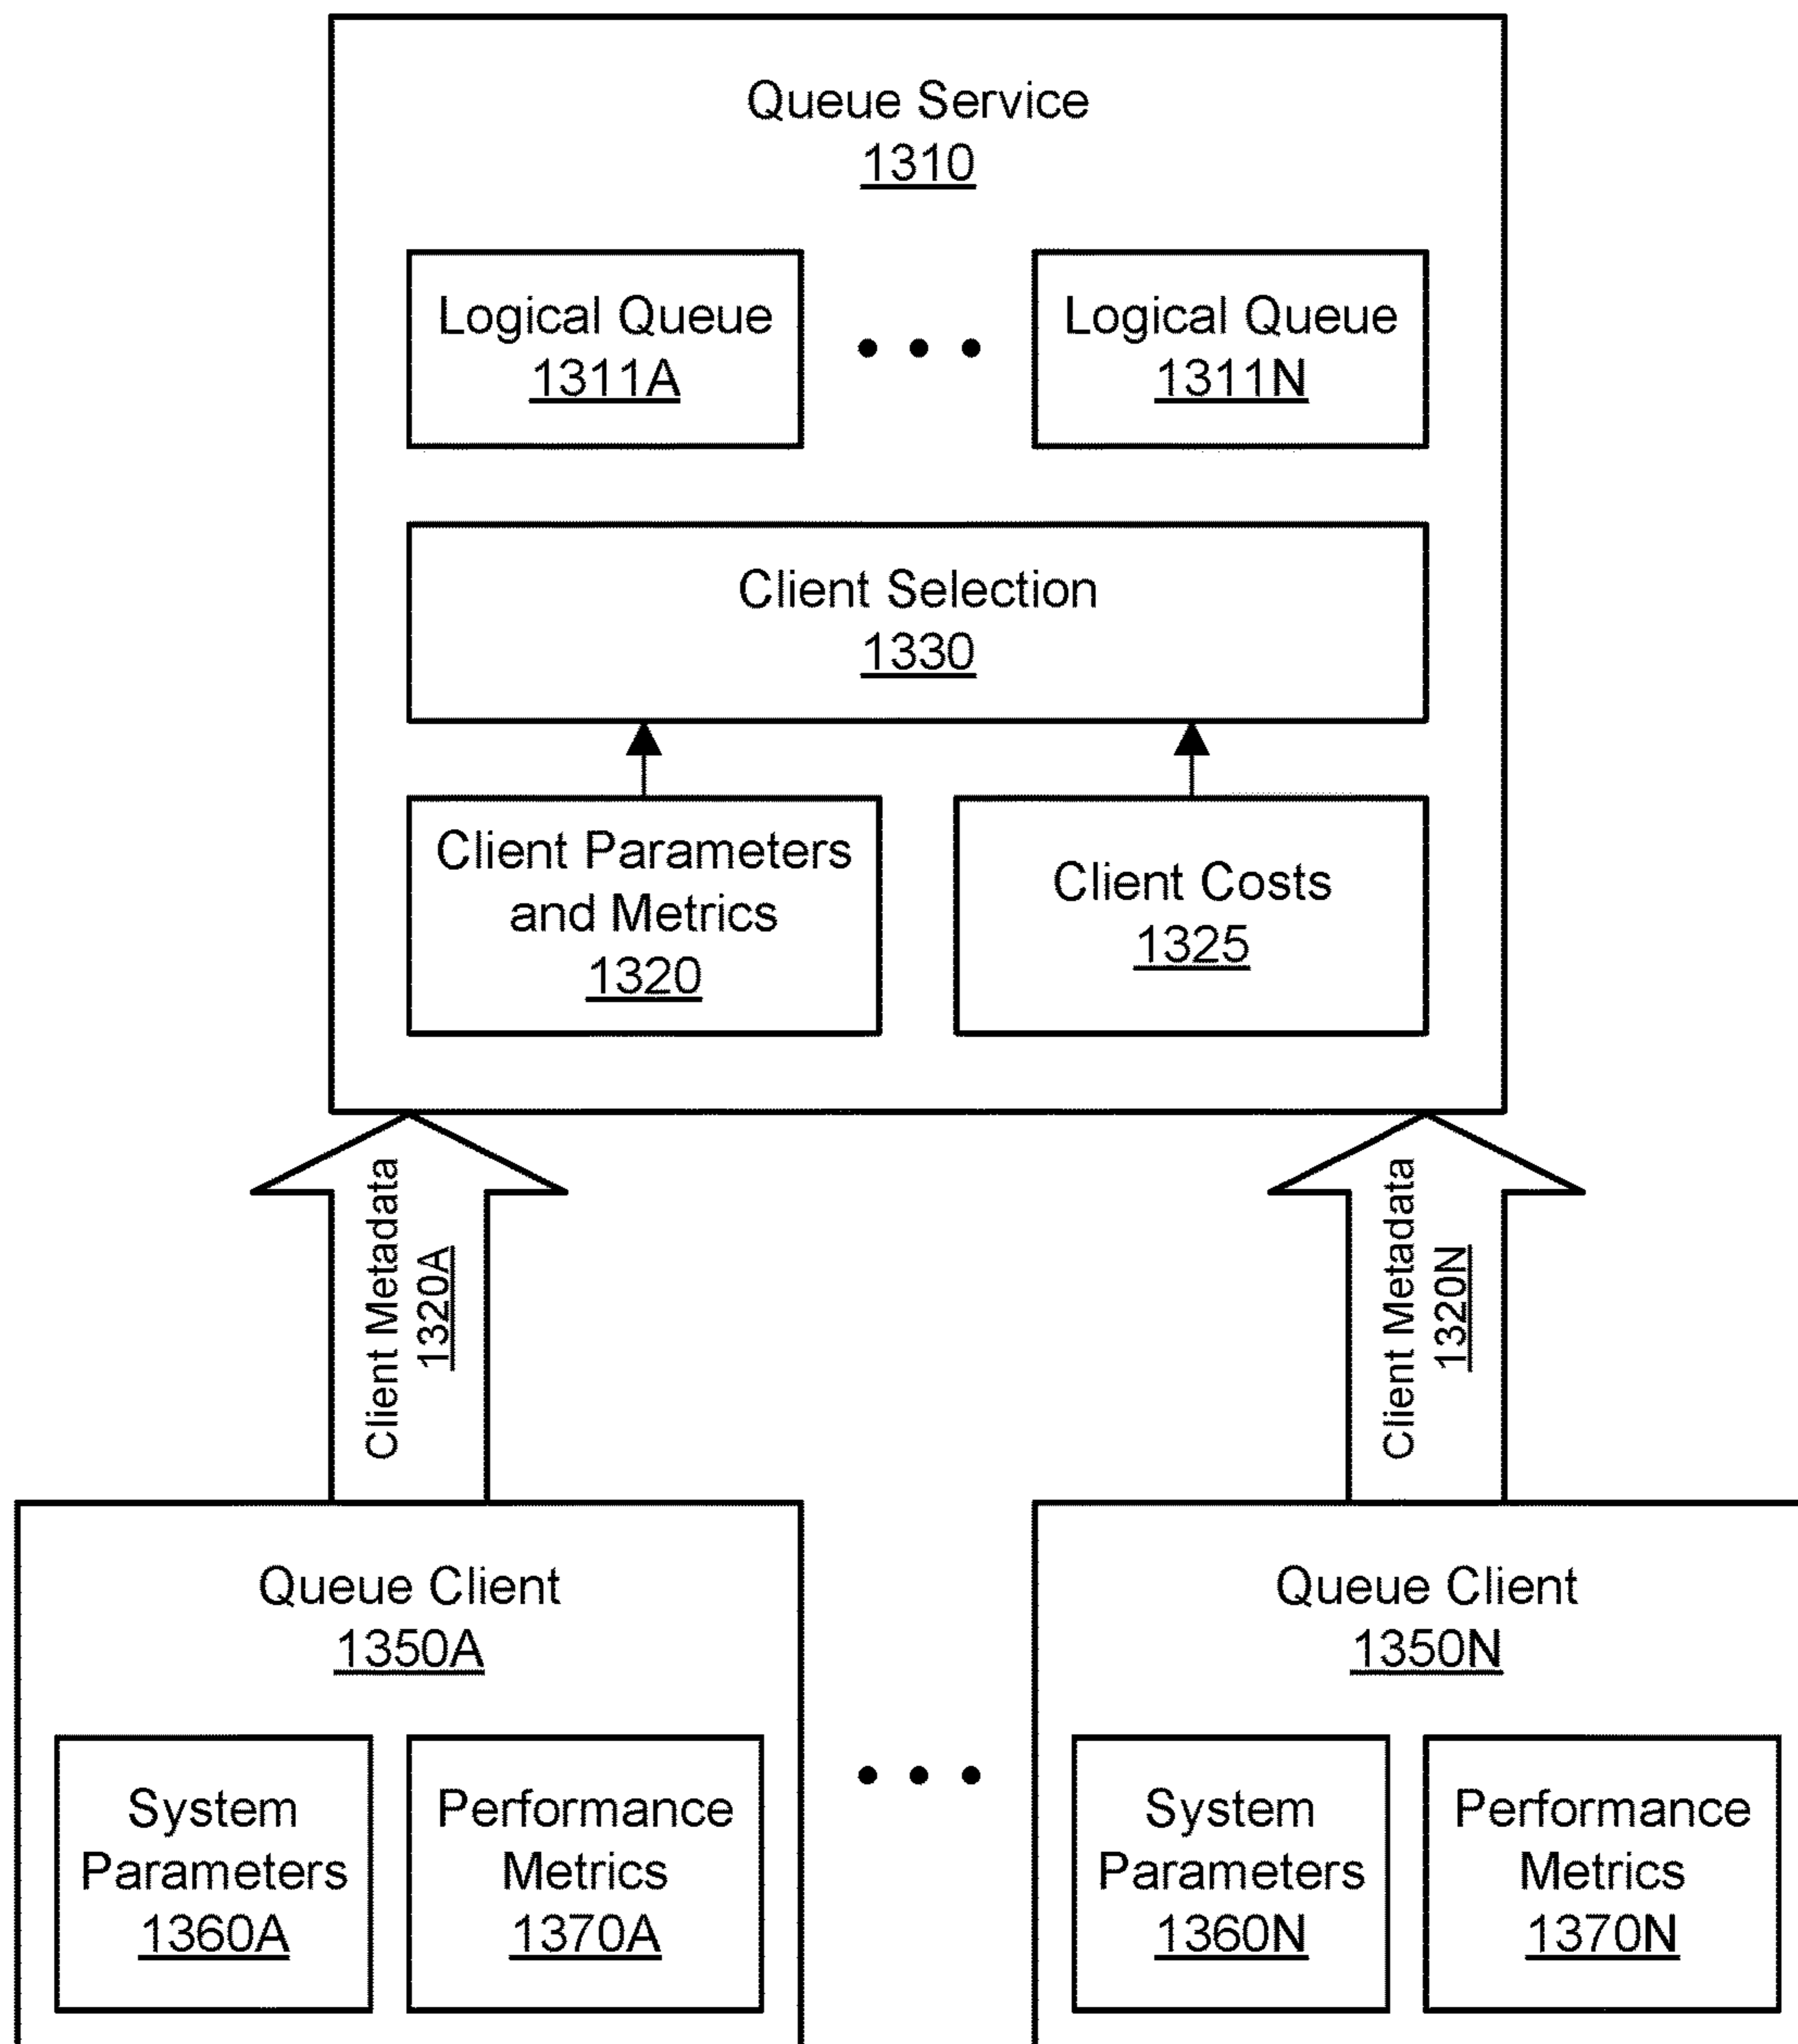 Queue Service
1310
Logical Queue
1311A
• • •
Logical Queue
1311N
Client Selection
1330
Client Parameters
and Metrics
1320
Client Costs
1325
Client Metadata
1320A
Client Metadata
1320N
Queue Client
1350A
System
Parameters
1360A
Performance
Metrics
1370A
• • •
Queue Client
1350N
System
Parameters
1360N
Performance
Metrics
1370N